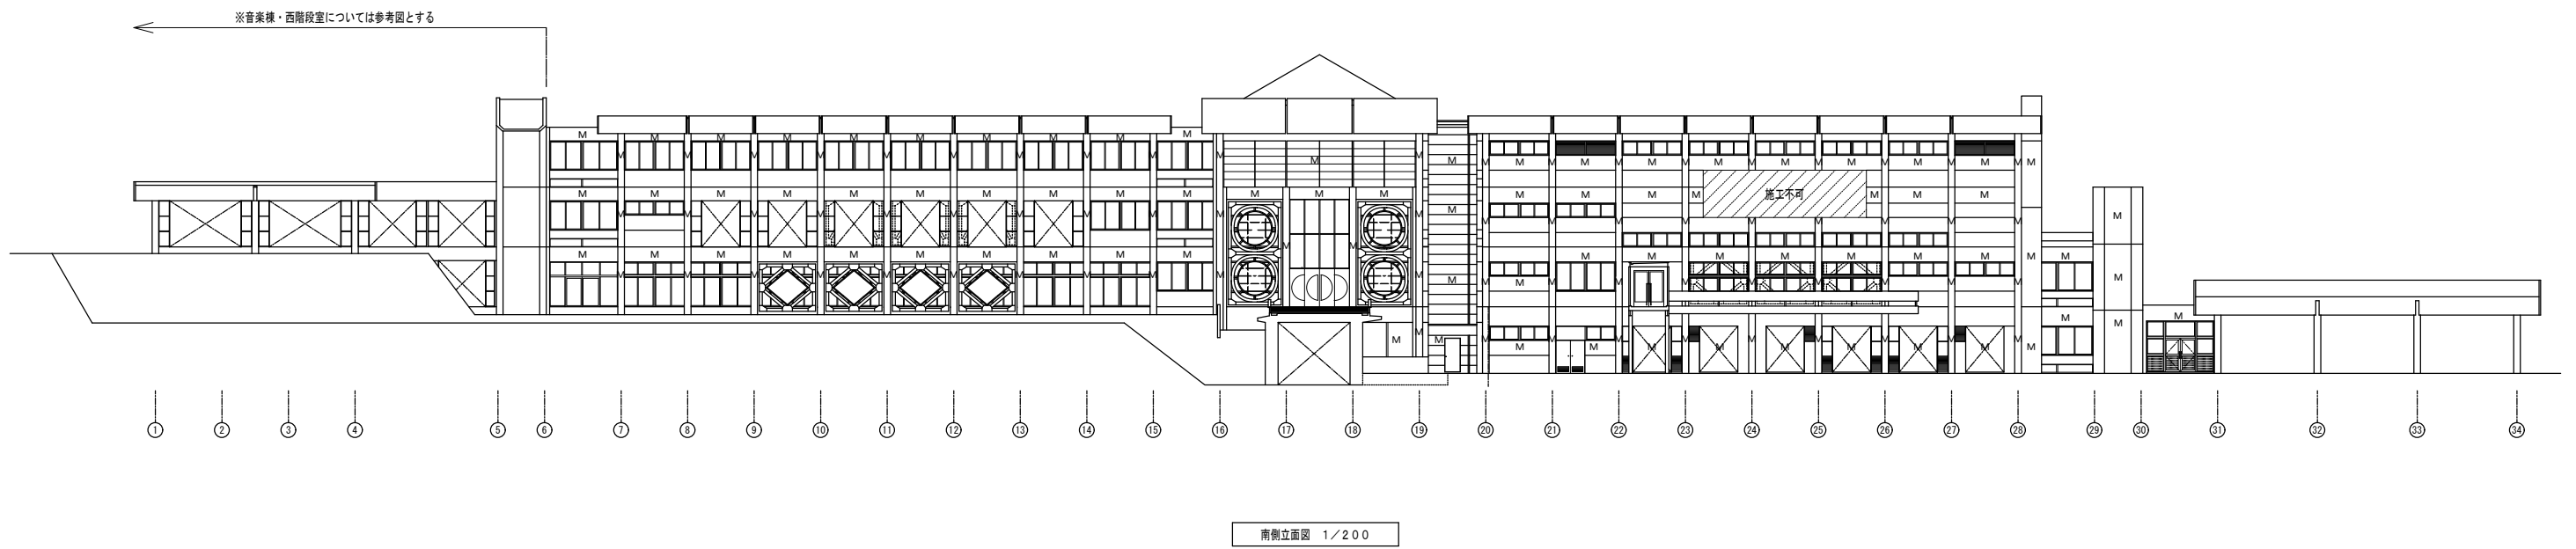 ※音楽棟・西階段室については参考図とする
M M
M M M M M M M M
M M M M M M M M M M M M M M M M M M M M
M M M M M M M M M M M M
M M M M M M M M M M M M M M M M M M 施工不可 M M M
M M M M M M M M M M M M M M M M M M M M M
M M M M M M M M M M M M M M M M M M M M
M M M M M M M M M M M M M M M M M M M M M M
M M M M
M M M M M M M M M M M M
① ② ③ ④ ⑤ ⑥ ⑦ ⑧ ⑨ ⑩ ⑪ ⑫ ⑬ ⑭ ⑮ ⑯ ⑰ ⑱ ⑲ ⑳ ㉑ ㉒ ㉓ ㉔ ㉕ ㉖ ㉗ ㉘ ㉙ ㉚ ㉛ ㉜ ㉝ ㉞
南側立面図　１／２００